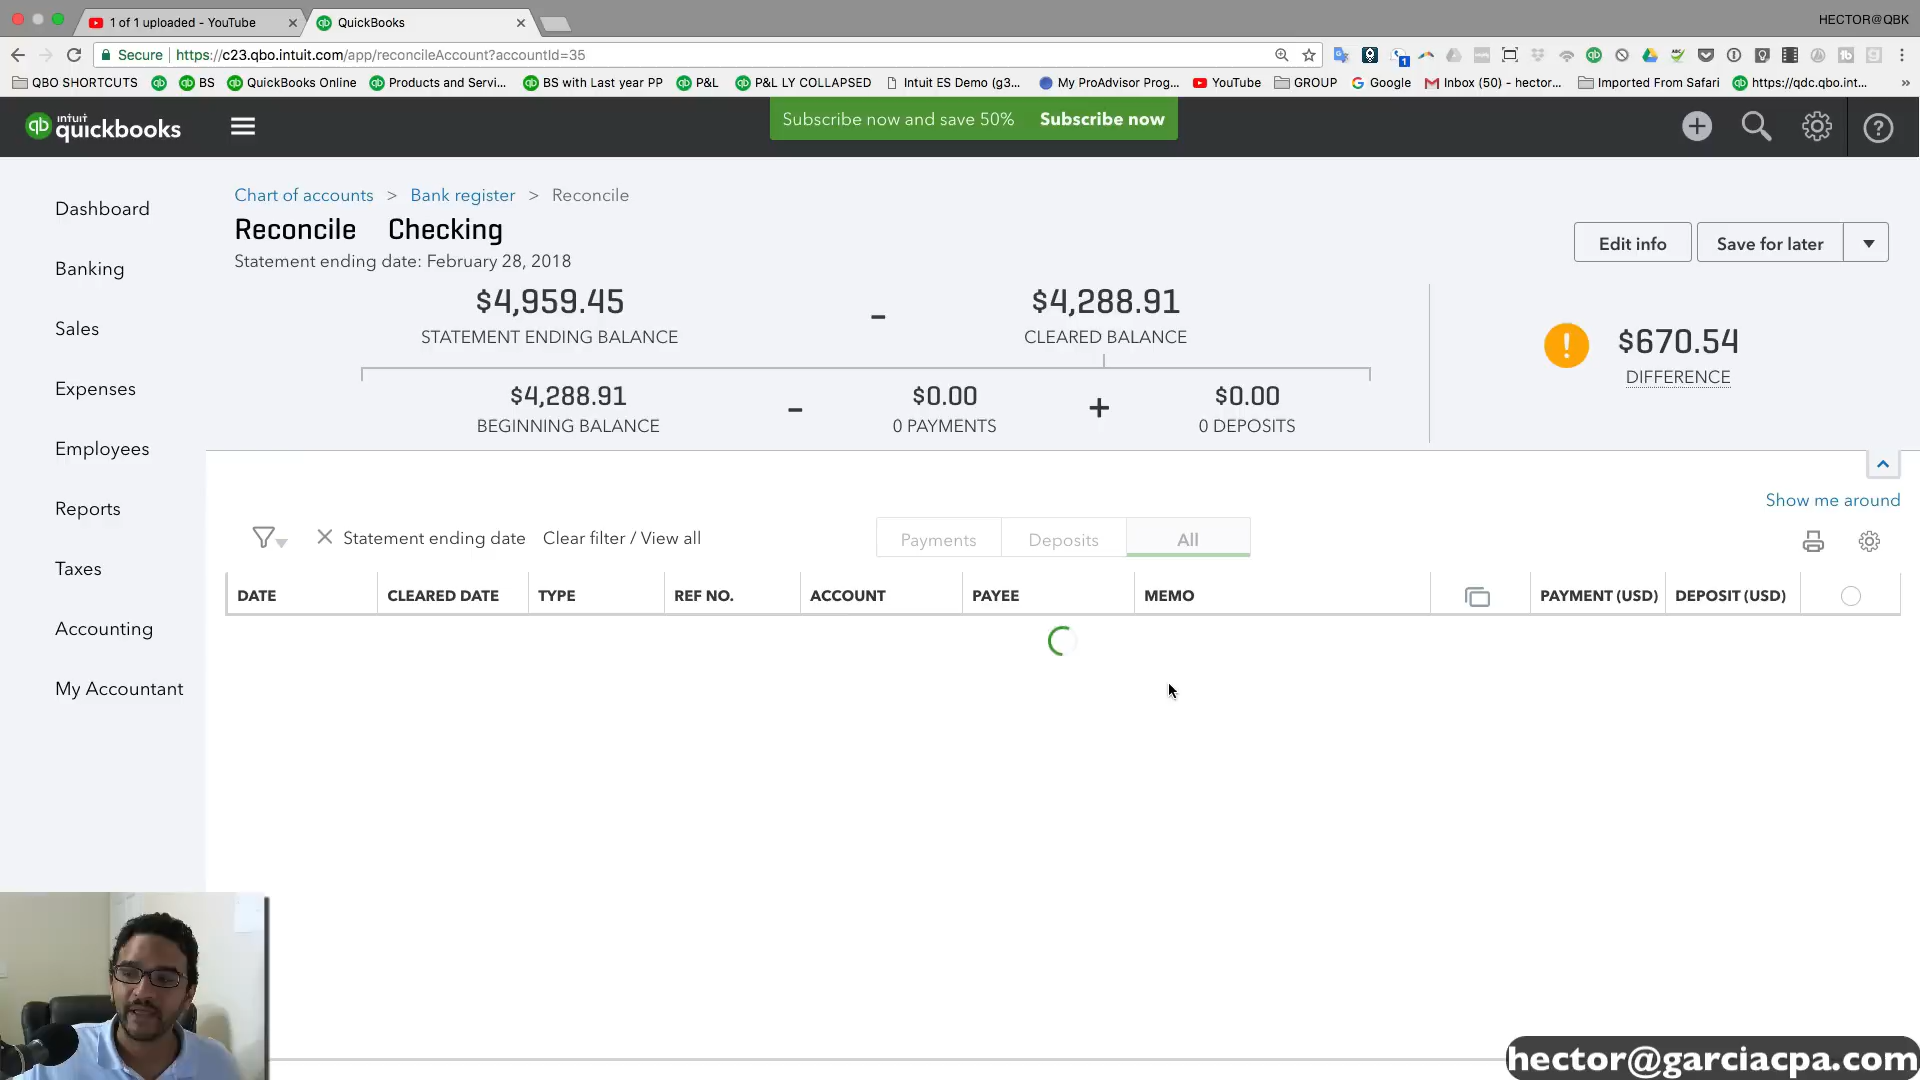 1 of 1 uploaded - YouTube
QuickBooks
HECTOR@QBK
Secure https://c23.qbo.intuit.com/app/reconcileAccount?accountId=35
QBO SHORTCUTS BS QuickBooks Online Products and Servi... BS with Last year PP P&L P&L LY COLLAPSED Intuit ES Demo (g3... My ProAdvisor Prog... YouTube GROUP Google Inbox (50) - hector... Imported From Safari https://qdc.qbo.int... »
qb intuit quickbooks
Subscribe now and save 50% Subscribe now
Dashboard
Banking
Sales
Expenses
Employees
Reports
Taxes
Accounting
My Accountant
Chart of accounts > Bank register > Reconcile
Reconcile Checking
Statement ending date: February 28, 2018
Edit info
Save for later
$4,959.45 - $4,288.91
STATEMENT ENDING BALANCE CLEARED BALANCE
$4,288.91 - $0.00 + $0.00
BEGINNING BALANCE 0 PAYMENTS 0 DEPOSITS
! $670.54
DIFFERENCE
Show me around
Statement ending date Clear filter / View all
Payments Deposits All
DATE CLEARED DATE TYPE REF NO. ACCOUNT PAYEE MEMO PAYMENT (USD) DEPOSIT (USD)
hector@garciacpa.com